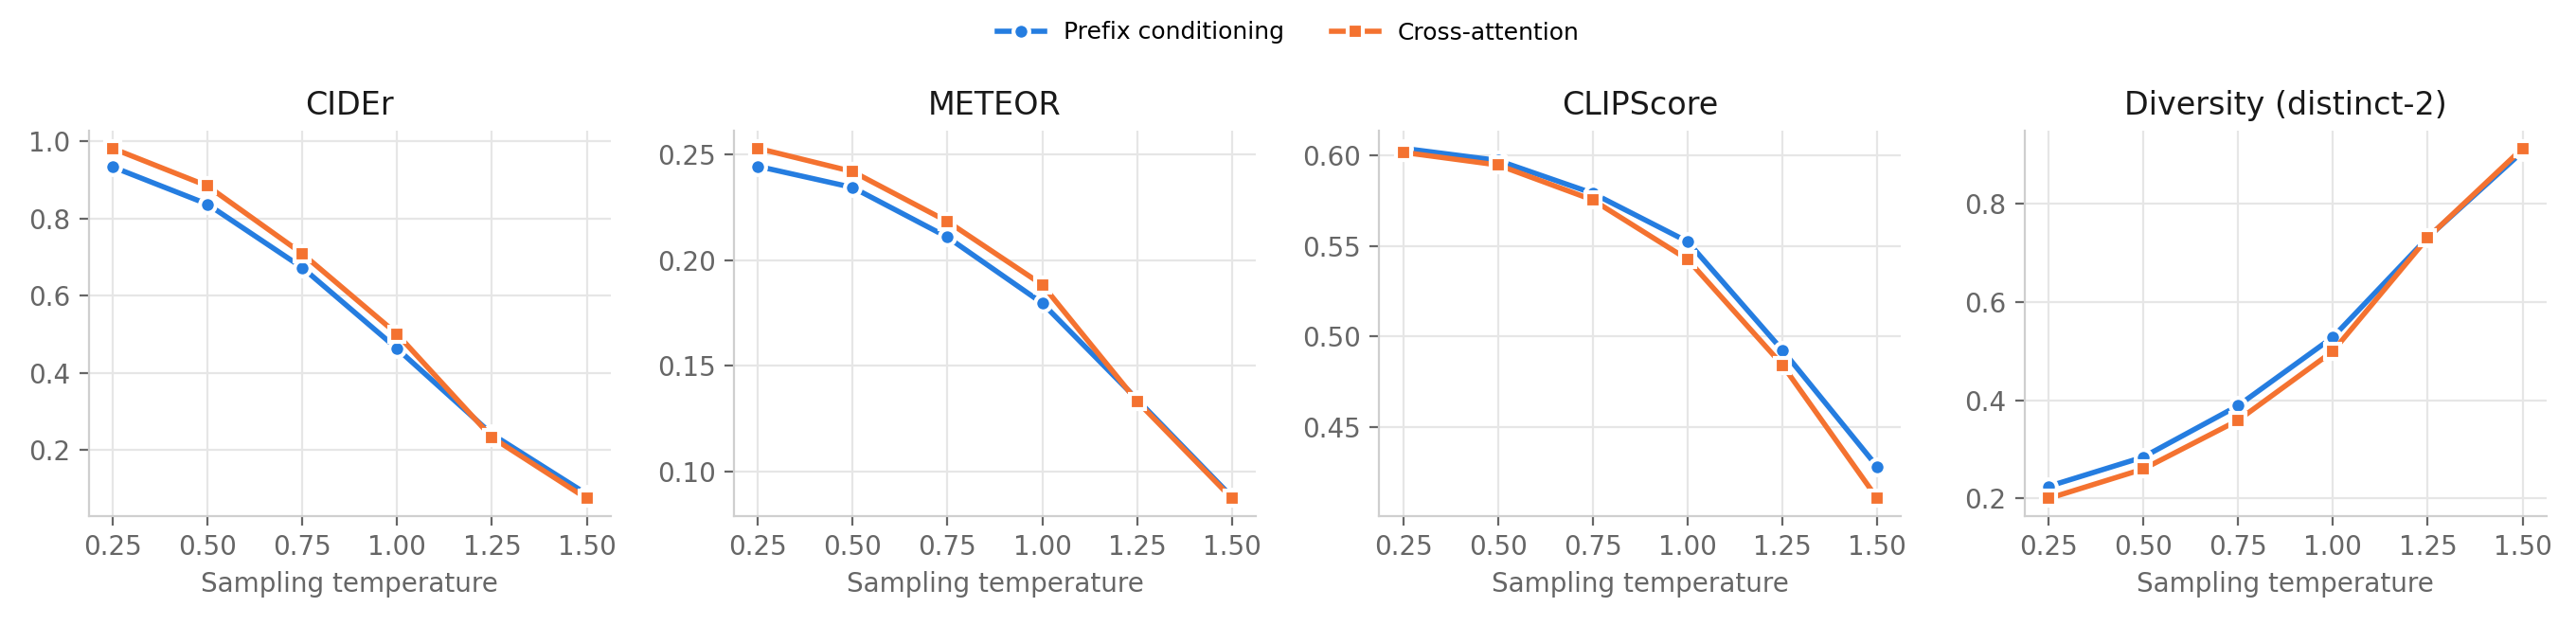 Prefix conditioning Cross-attention
CIDEr
1.0
0.8
0.6
0.4
0.2
0.25 0.50 0.75 1.00 1.25 1.50
Sampling temperature
METEOR
0.25
0.20
0.15
0.10
0.25 0.50 0.75 1.00 1.25 1.50
Sampling temperature
CLIPScore
0.60
0.55
0.50
0.45
0.25 0.50 0.75 1.00 1.25 1.50
Sampling temperature
Diversity (distinct-2)
0.8
0.6
0.4
0.2
0.25 0.50 0.75 1.00 1.25 1.50
Sampling temperature